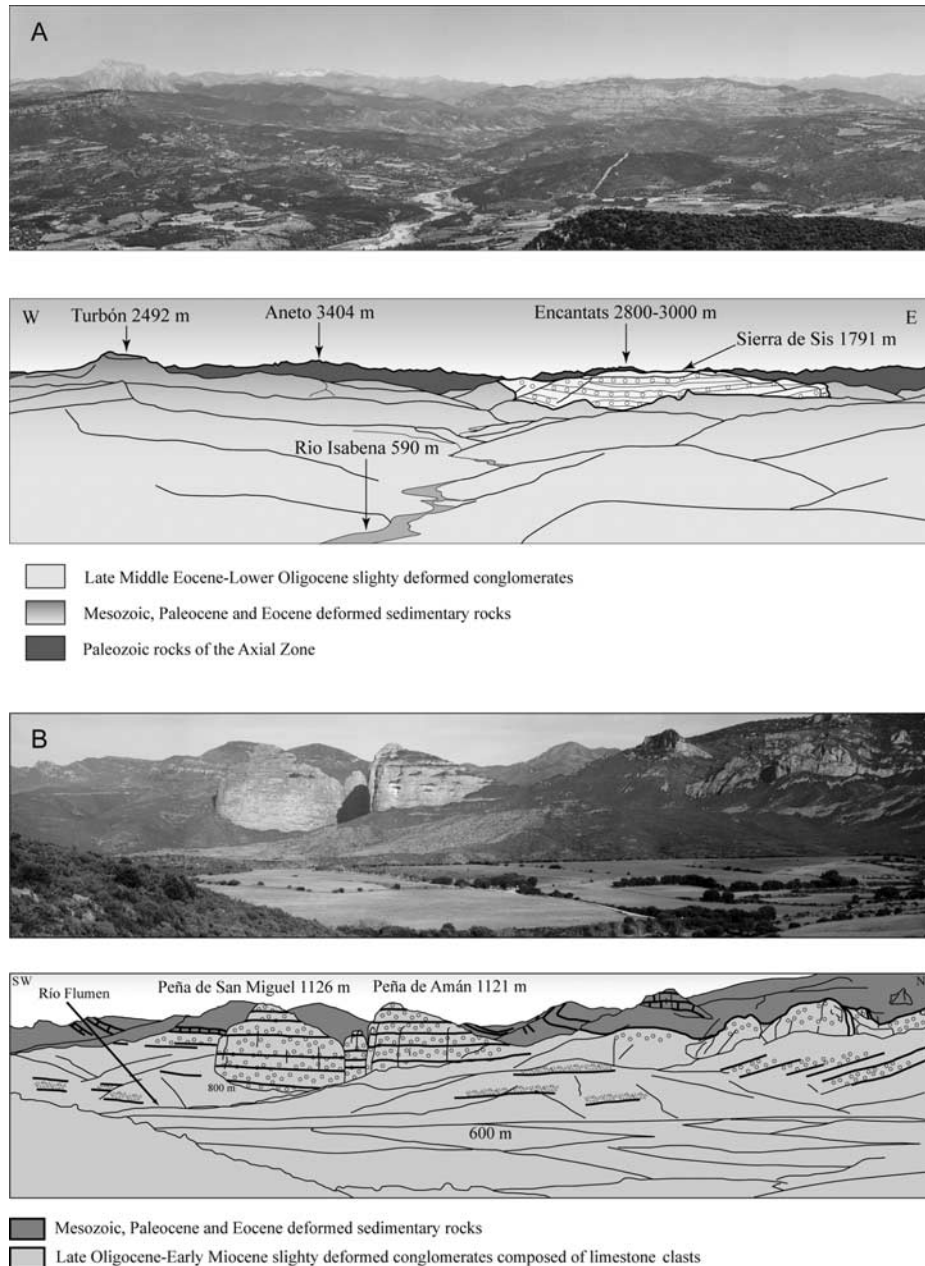 A
W
E
Turbón 2492 m
Aneto 3404 m
Encantats 2800-3000 m
Sierra de Sis 1791 m
Rio Isabena 590 m
Late Middle Eocene-Lower Oligocene slighty deformed conglomerates
Mesozoic, Paleocene and Eocene deformed sedimentary rocks
Paleozoic rocks of the Axial Zone
B
SW
N
Río Flumen
Peña de San Miguel 1126 m
Peña de Amán 1121 m
800 m
600 m
Mesozoic, Paleocene and Eocene deformed sedimentary rocks
Late Oligocene-Early Miocene slighty deformed conglomerates composed of limestone clasts